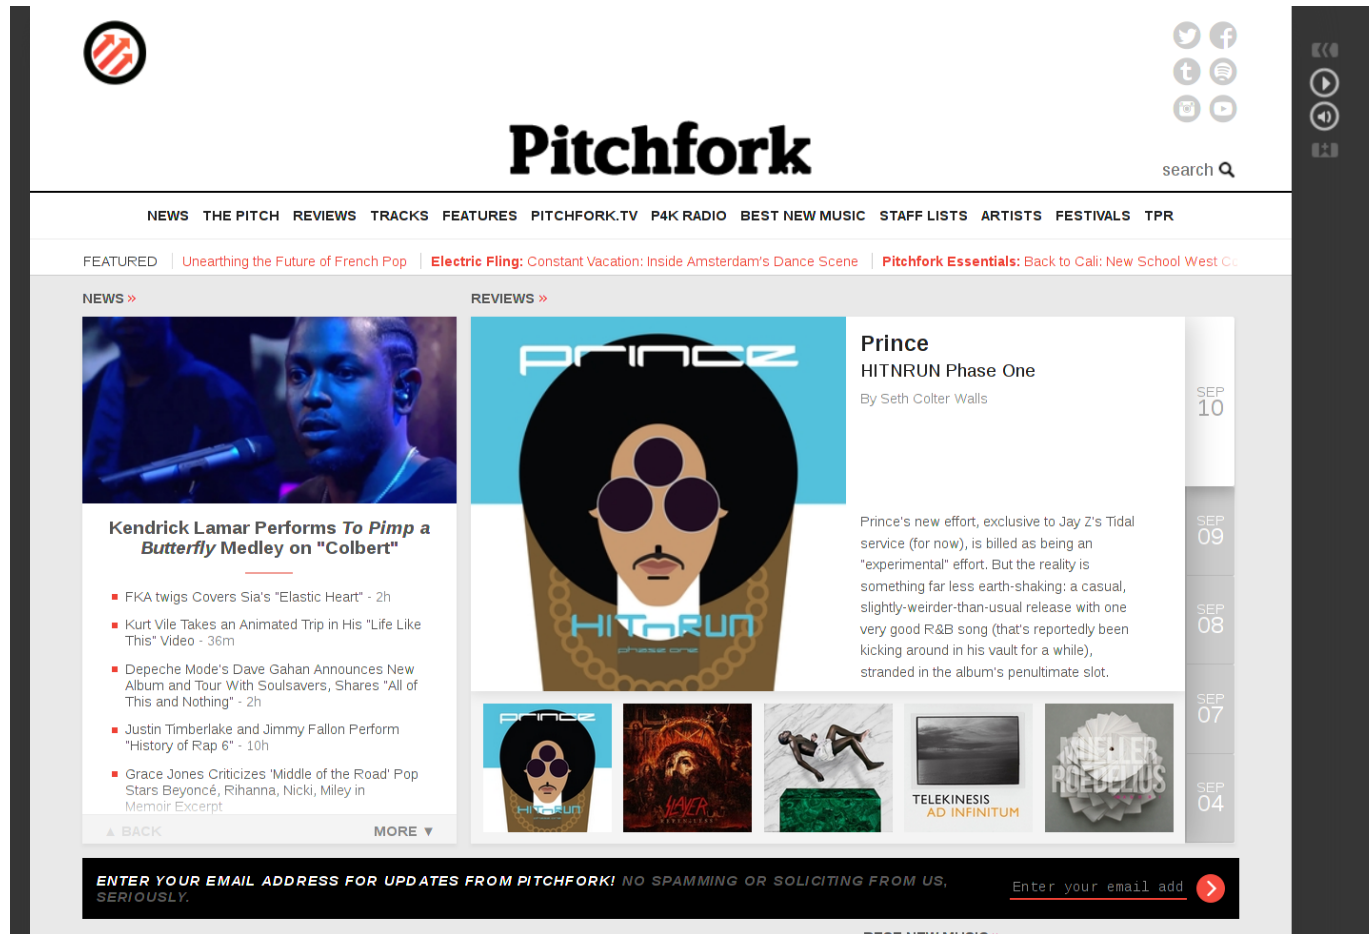 Pitchfork
search
NEWS THE PITCH REVIEWS TRACKS FEATURES PITCHFORK.TV P4K RADIO BEST NEW MUSIC STAFF LISTS ARTISTS FESTIVALS TPR
FEATURED Unearthing the Future of French Pop Electric Fling: Constant Vacation: Inside Amsterdam's Dance Scene Pitchfork Essentials: Back to Cali: New School West
NEWS »
Kendrick Lamar Performs To Pimp a
Butterfly Medley on "Colbert"
FKA twigs Covers Sia's "Elastic Heart" - 2h
Kurt Vile Takes an Animated Trip in His "Life Like
This" Video - 36m
Depeche Mode's Dave Gahan Announces New
Album and Tour With Soulsavers, Shares "All of
This and Nothing" - 2h
Justin Timberlake and Jimmy Fallon Perform
"History of Rap 6" - 10h
Grace Jones Criticizes 'Middle of the Road' Pop
Stars Beyoncé, Rihanna, Nicki, Miley in
Memoir Excerpt
▲ BACK
MORE ▼
REVIEWS »
prince
HITnRUN
phase one
Prince
HITNRUN Phase One
By Seth Colter Walls
Prince's new effort, exclusive to Jay Z's Tidal
service (for now), is billed as being an
"experimental" effort. But the reality is
something far less earth-shaking: a casual,
slightly-weirder-than-usual release with one
very good R&B song (that's reportedly been
kicking around in his vault for a while),
stranded in the album's penultimate slot.
SEP
10
SEP
09
SEP
08
SEP
07
SEP
04
prince
HITnRUN
SLAYER
TELEKINESIS
AD INFINITUM
MUELLER
ROEDELIUS
ENTER YOUR EMAIL ADDRESS FOR UPDATES FROM PITCHFORK! NO SPAMMING OR SOLICITING FROM US,
SERIOUSLY.
Enter your email add
BEST NEW MUSIC »